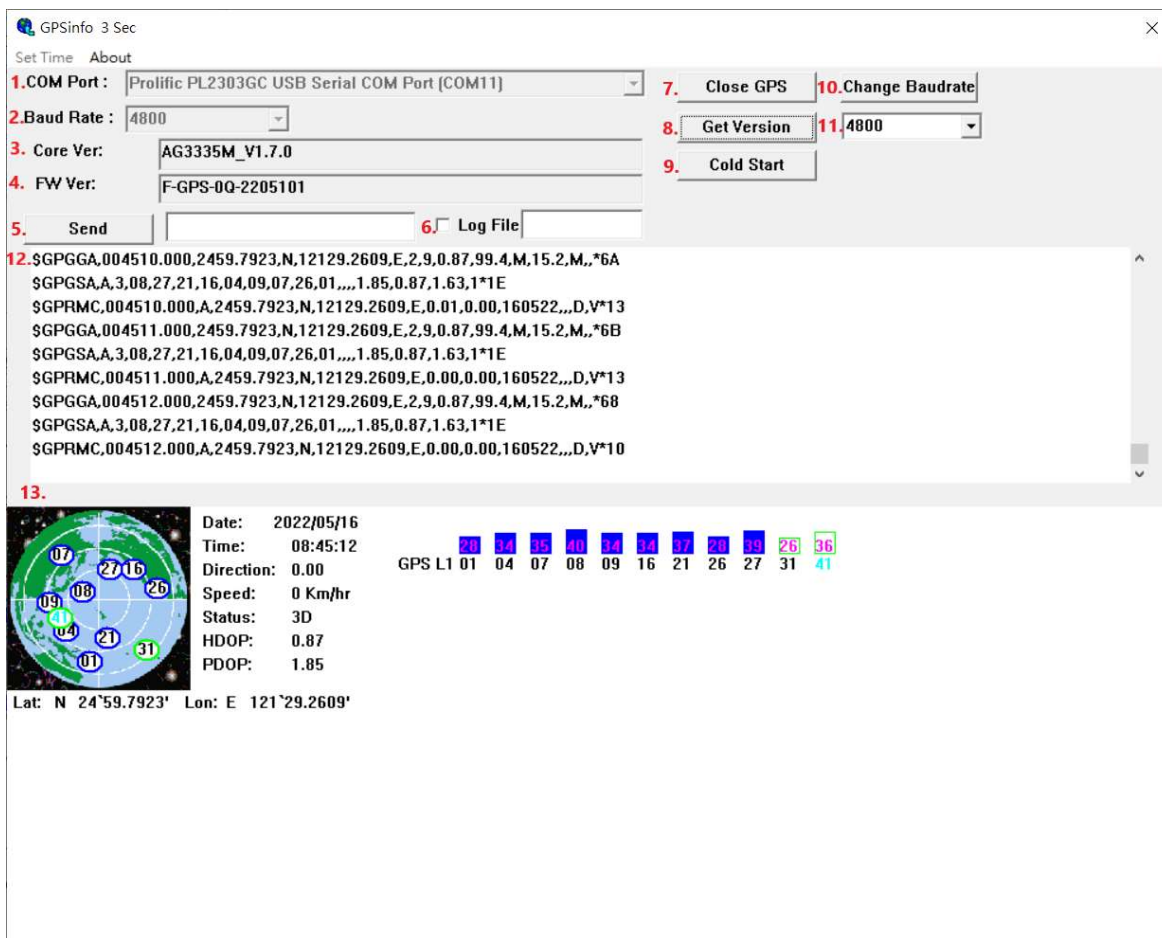 GPSinfo 3 Sec
Set Time About
1.COM Port : Prolific PL2303GC USB Serial COM Port (COM11)
7. Close GPS 10.Change Baudrate
2.Baud Rate : 4800
8. Get Version 11.4800
3. Core Ver: AG3335M_V1.7.0
9. Cold Start
4. FW Ver: F-GPS-0Q-2205101
5. Send 6. Log File
12.$GPGGA,004510.000,2459.7923,N,12129.2609,E,2,9,0.87,99.4,M,15.2,M,,*6A
$GPGSA,A,3,08,27,21,16,04,09,07,26,01,,,,1.85,0.87,1.63,1*1E
$GPRMC,004510.000,A,2459.7923,N,12129.2609,E,0.01,0.00,160522,,,D,V*13
$GPGGA,004511.000,2459.7923,N,12129.2609,E,2,9,0.87,99.4,M,15.2,M,,*6B
$GPGSA,A,3,08,27,21,16,04,09,07,26,01,,,,1.85,0.87,1.63,1*1E
$GPRMC,004511.000,A,2459.7923,N,12129.2609,E,0.00,0.00,160522,,,D,V*13
$GPGGA,004512.000,2459.7923,N,12129.2609,E,2,9,0.87,99.4,M,15.2,M,,*68
$GPGSA,A,3,08,27,21,16,04,09,07,26,01,,,,1.85,0.87,1.63,1*1E
$GPRMC,004512.000,A,2459.7923,N,12129.2609,E,0.00,0.00,160522,,,D,V*10
13.
07
27 16
08 26
09
41
04 21
31
01
Date: 2022/05/16
Time: 08:45:12
Direction: 0.00
Speed: 0 Km/hr
Status: 3D
HDOP: 0.87
PDOP: 1.85
28 34 35 40 34 34 37 28 39 26 36
GPS L1 01 04 07 08 09 16 21 26 27 31 41
Lat: N 24`59.7923' Lon: E 121`29.2609'